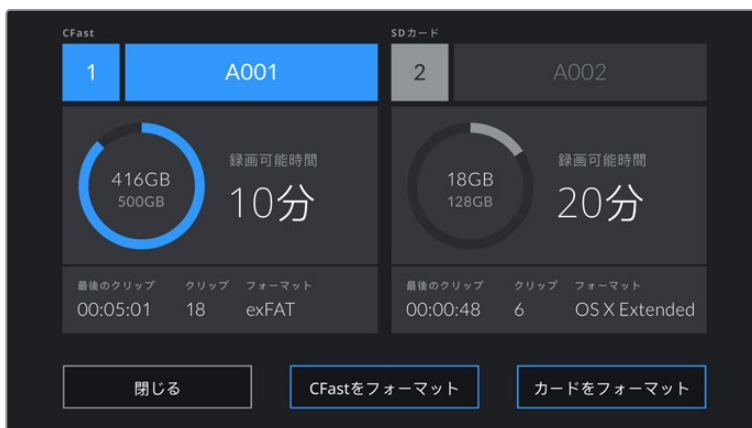 CFast
1
A001
416GB
500GB
録画可能時間
10分
最後のクリップ クリップ フォーマット
00:05:01 18 exFAT
SDカード
2
A002
18GB
128GB
録画可能時間
20分
最後のクリップ クリップ フォーマット
00:00:48 6 OS X Extended
閉じる
CFastをフォーマット
カードをフォーマット